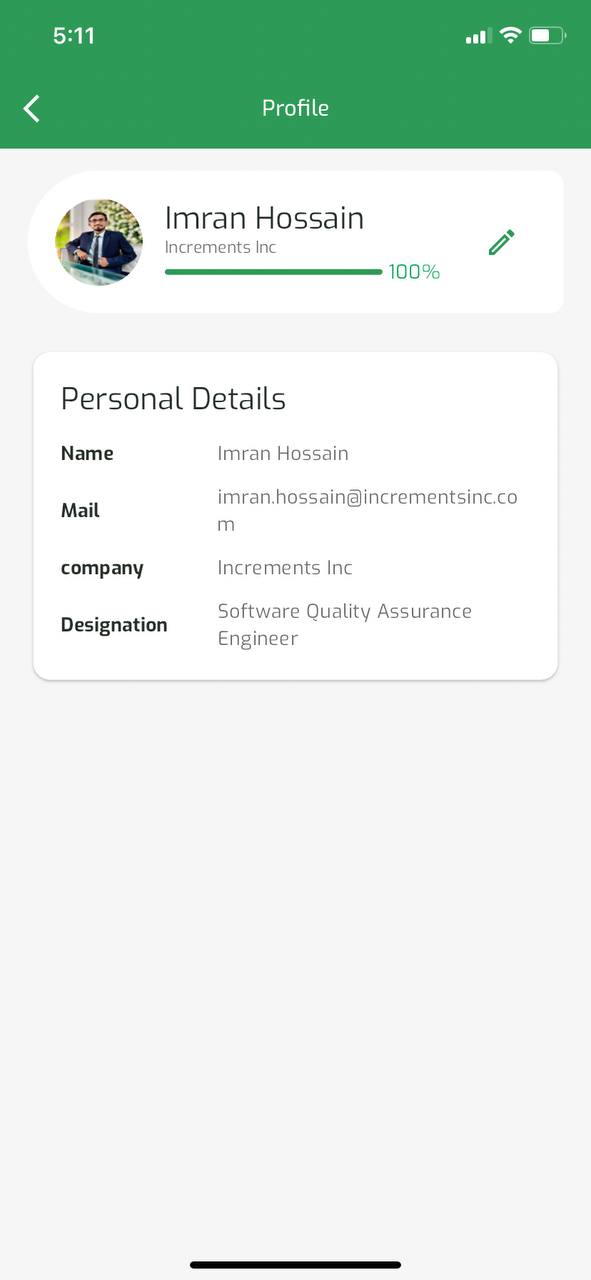 5:11
Profile
Imran Hossain
Increments Inc
100%
Personal Details
Name Imran Hossain
Mail imran.hossain@incrementsinc.co
m
company Increments Inc
Designation Software Quality Assurance
Engineer